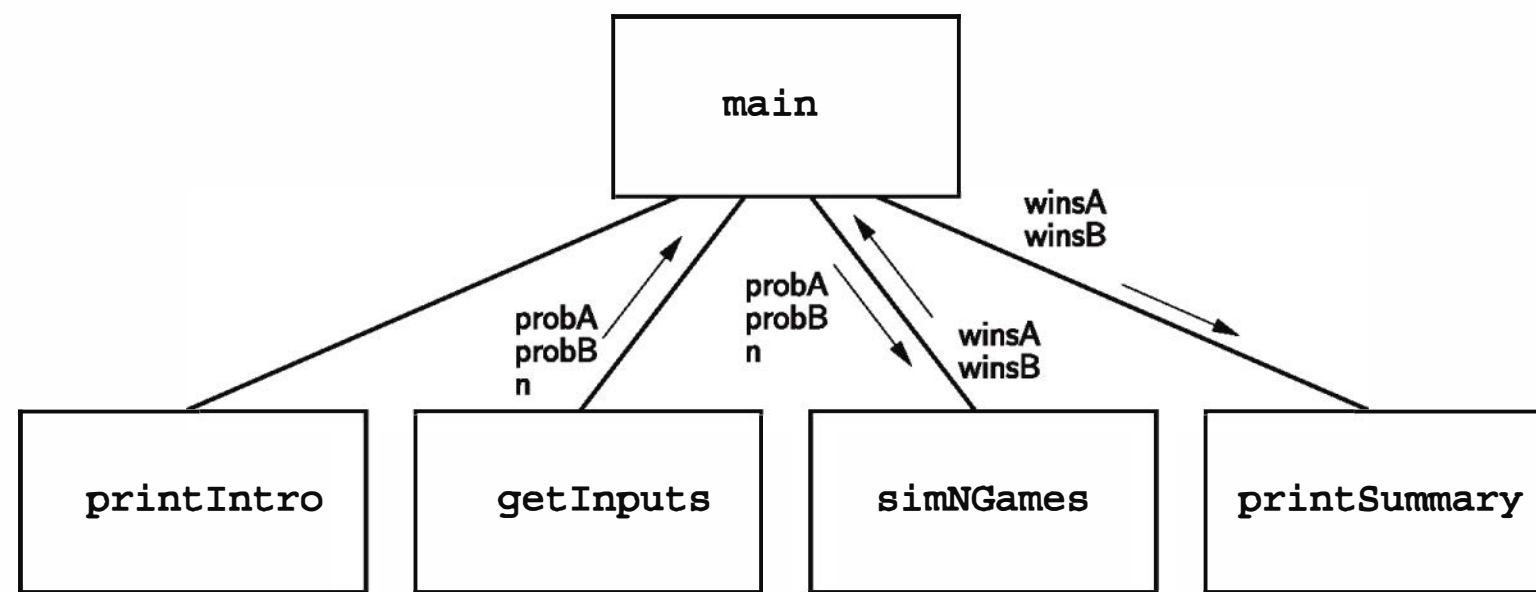 main
winsA
winsB
probA
probB
n
probA
probB
n
winsA
winsB
printIntro
getInputs
simNGames
printSummary